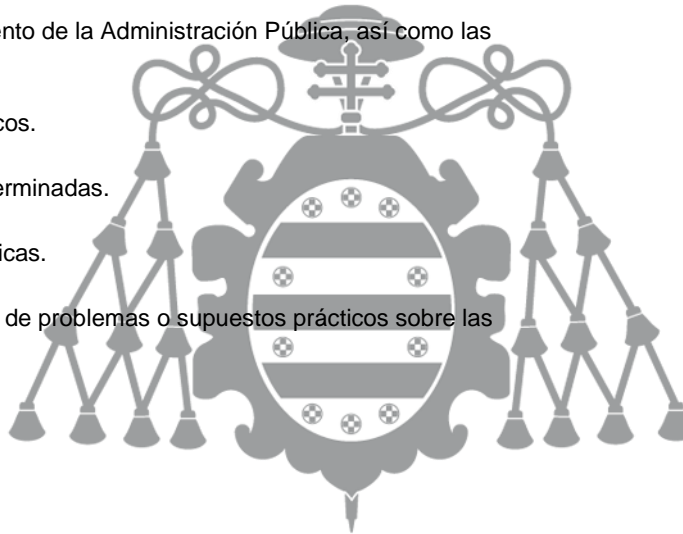 ento de la Administración Pública, así como las
cos.
erminadas.
icas.
de problemas o supuestos prácticos sobre las